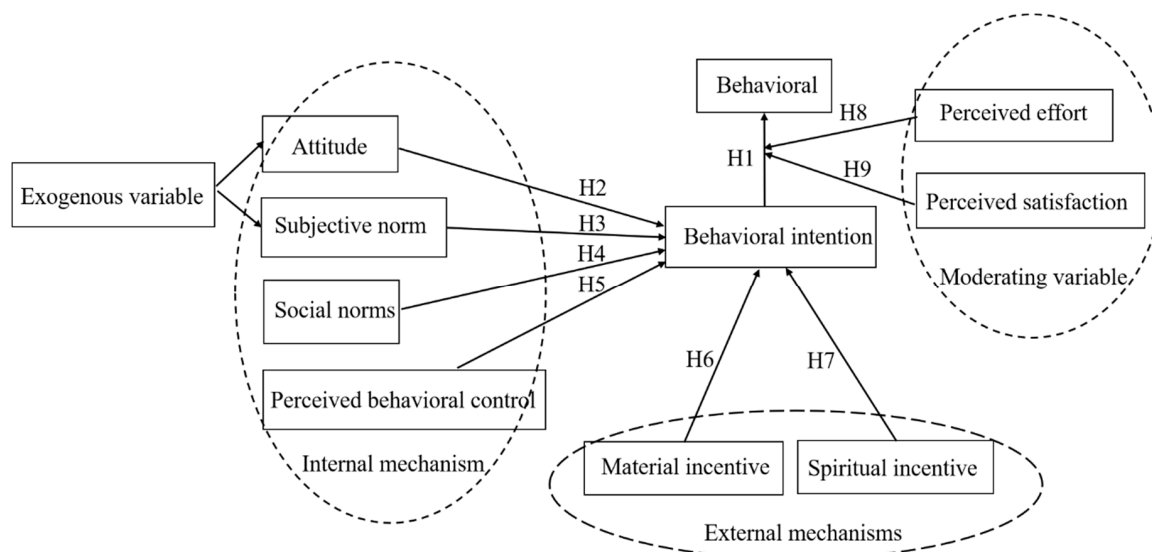 Behavioral
Perceived effort
H8
Attitude
H1
H9
Exogenous variable
H2
Perceived satisfaction
Subjective norm
H3
Behavioral intention
H4
Moderating variable
H5
Social norms
H6
H7
Perceived behavioral control
Internal mechanism
Material incentive
Spiritual incentive
External mechanisms